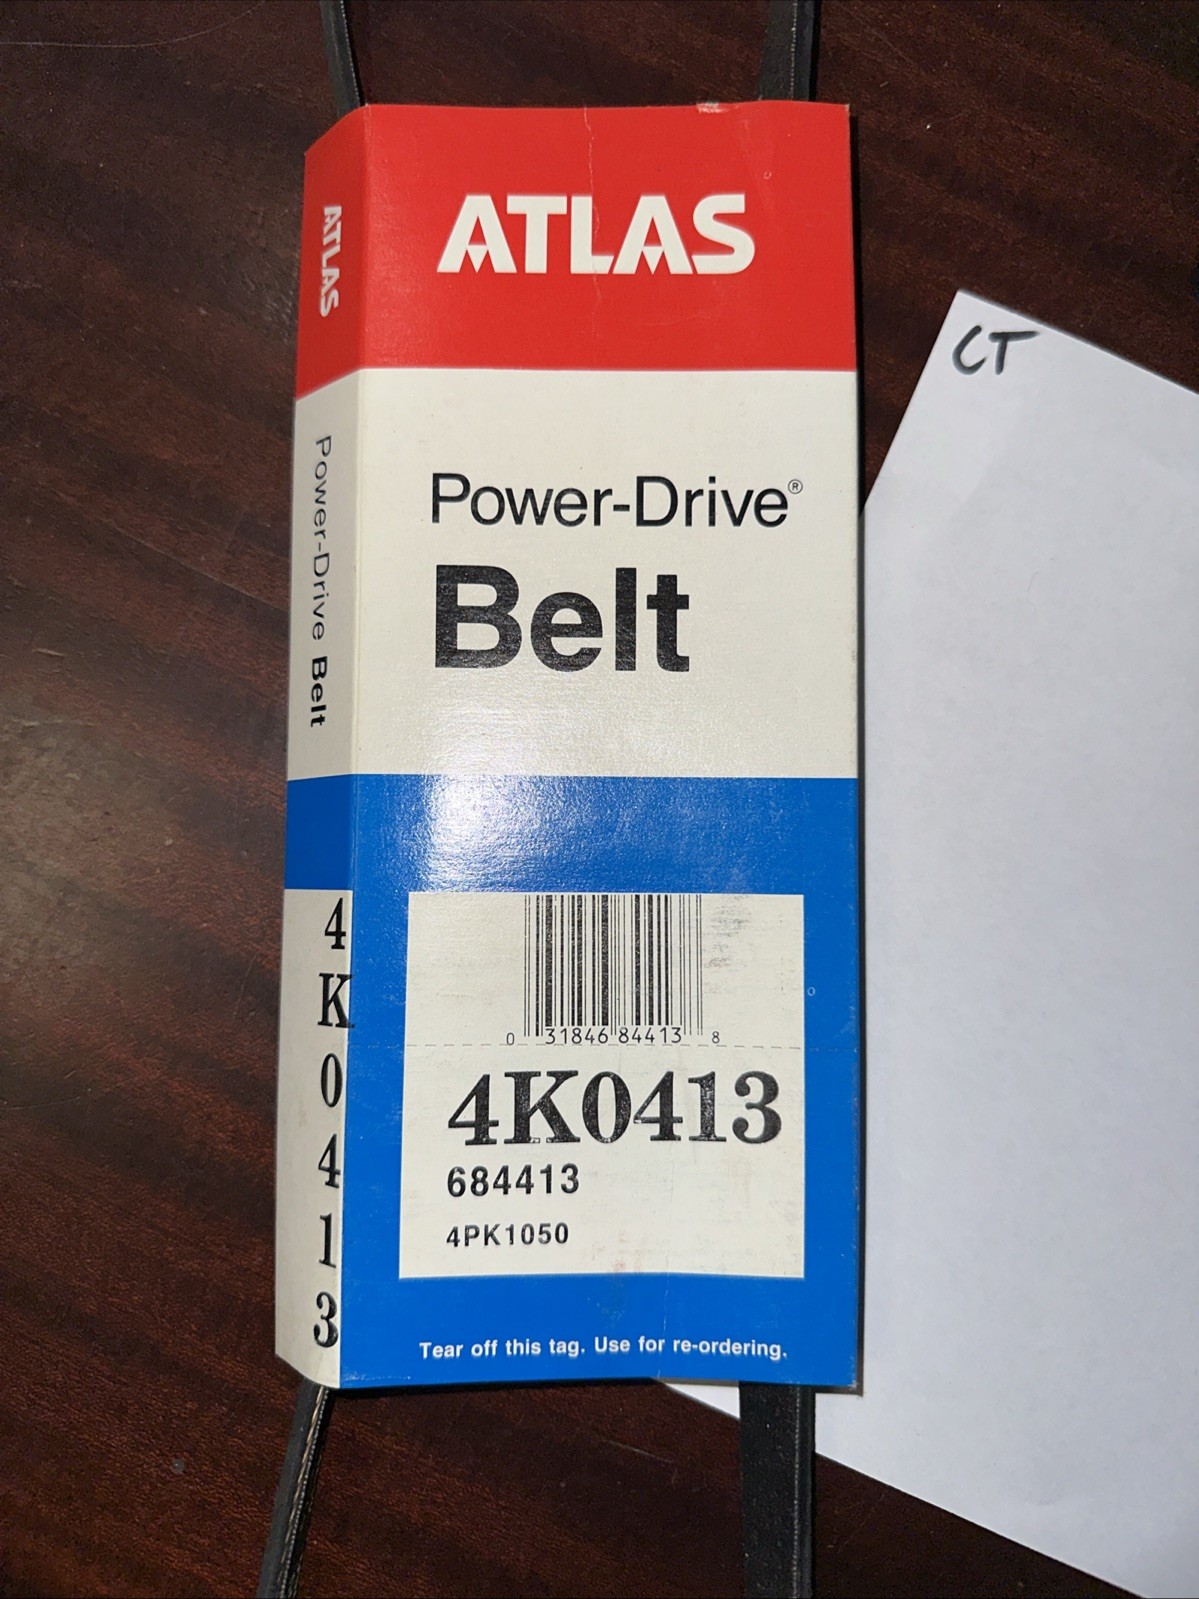 ATLAS
Power-Drive®
Belt
0 31846 84413 8
4K0413
684413
4PK1050
Tear off this tag. Use for re-ordering.
ATLAS
Power-Drive Belt
4
K
0
4
1
3
CT